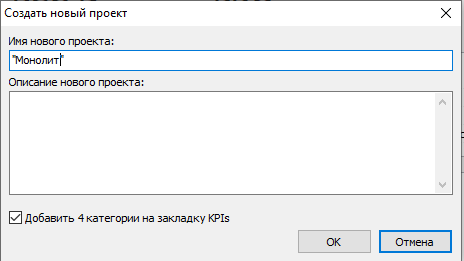 Создать новый проект
Имя нового проекта:
"Монолит"
Описание нового проекта:
Добавить 4 категории на закладку KPIs
OK
Отмена